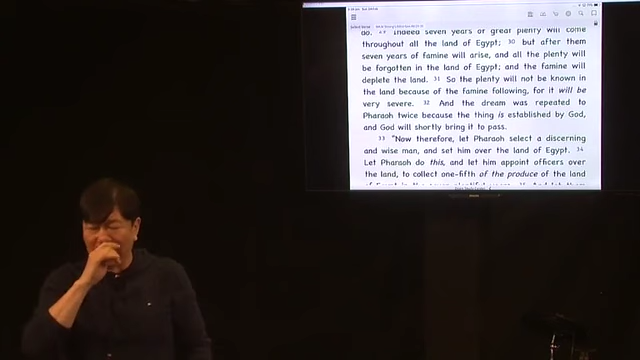 do. 29 Indeed seven years of great plenty will come
throughout all the land of Egypt; 30 but after them
seven years of famine will arise, and all the plenty will
be forgotten in the land of Egypt; and the famine will
deplete the land. 31 So the plenty will not be known in
the land because of the famine following, for it will be
very severe. 32 And the dream was repeated to
Pharaoh twice because the thing is established by God,
and God will shortly bring it to pass.
33 "Now therefore, let Pharaoh select a discerning
and wise man, and set him over the land of Egypt. 34
Let Pharaoh do this, and let him appoint officers over
the land, to collect one-fifth of the produce of the land